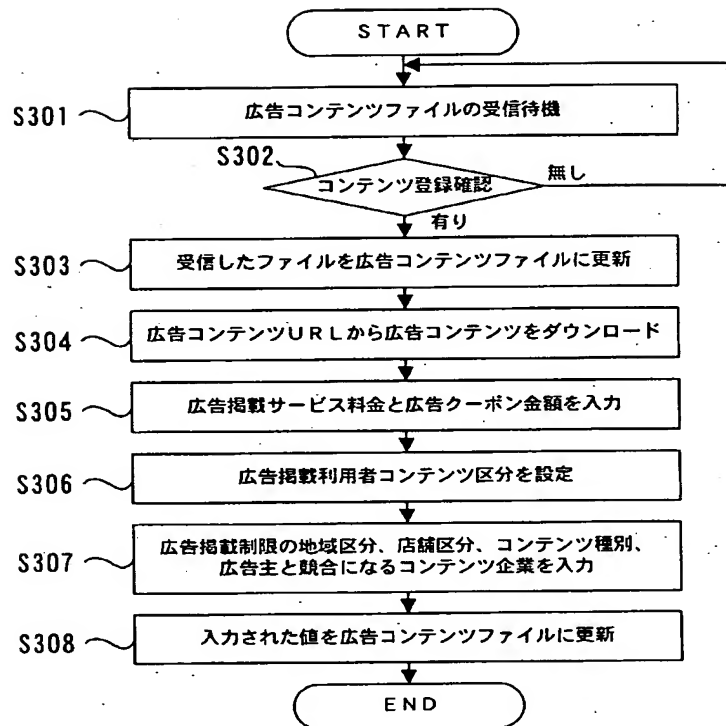 START
S301
広告コンテンツファイルの受信待機
S302
コンテンツ登録確認
無し
有り
S303
受信したファイルを広告コンテンツファイルに更新
S304
広告コンテンツURLから広告コンテンツをダウンロード
S305
広告掲載サービス料金と広告クーポン金額を入力
S306
広告掲載利用者コンテンツ区分を設定
S307
広告掲載制限の地域区分、店舗区分、コンテンツ種別、
広告主と競合になるコンテンツ企業を入力
S308
入力された値を広告コンテンツファイルに更新
END